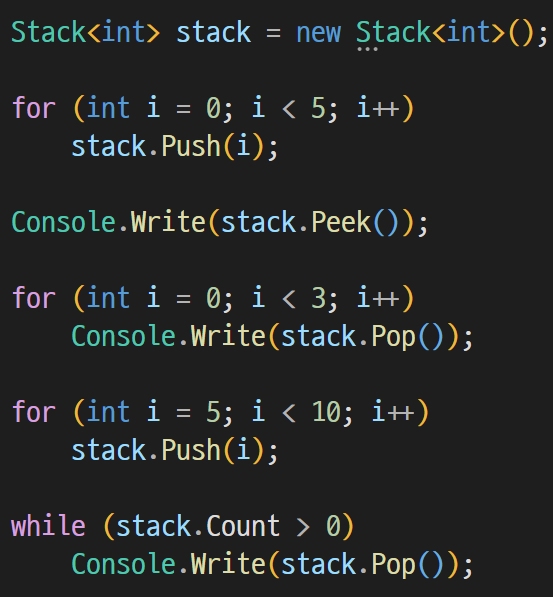 Stack<int> stack = new Stack<int>();
for (int i = 0; i < 5; i++)
stack.Push(i);
Console.Write(stack.Peek());
for (int i = 0; i < 3; i++)
Console.Write(stack.Pop());
for (int i = 5; i < 10; i++)
stack.Push(i);
while (stack.Count > 0)
Console.Write(stack.Pop());